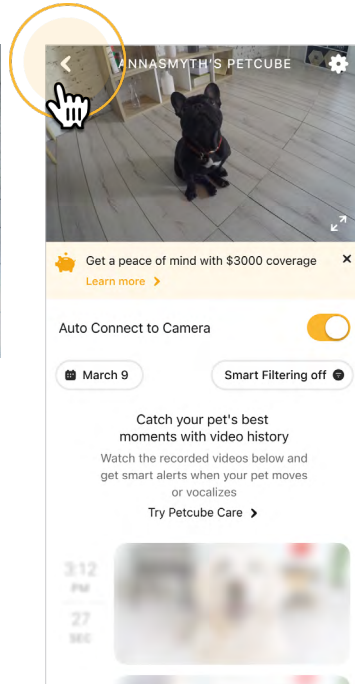 ANNASMYTH'S PETCUBE
Get a peace of mind with $3000 coverage
Learn more
Auto Connect to Camera
March 9
Smart Filtering off
Catch your pet's best
moments with video history
Watch the recorded videos below and
get smart alerts when your pet moves
or vocalizes
Try Petcube Care
3:12
PM
27
SEC